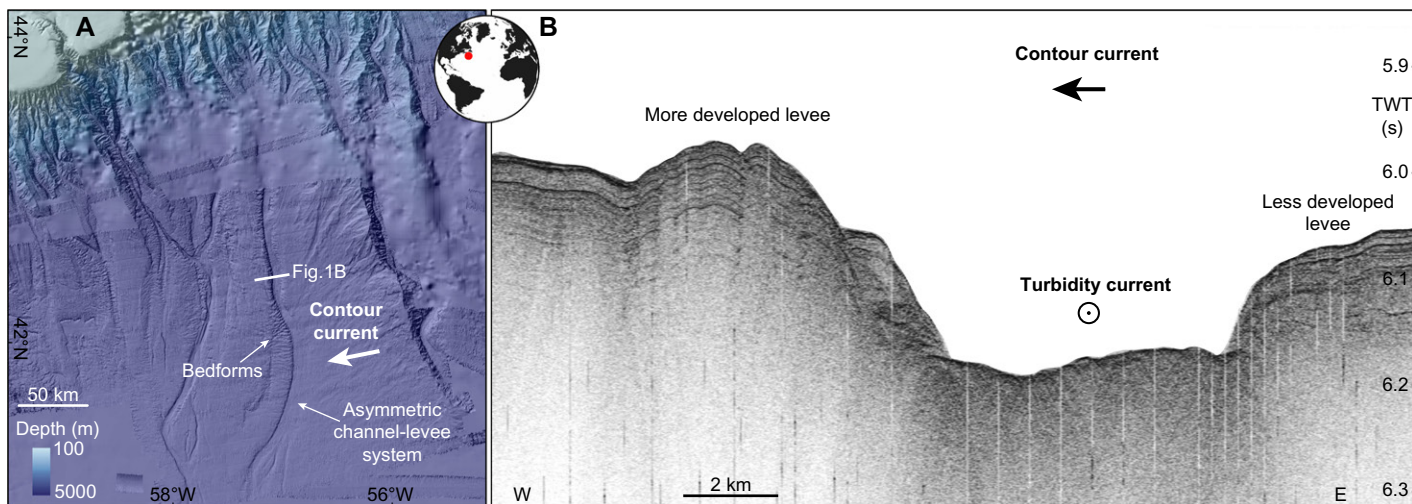 A
44°N
42°N
Fig.1B
Contour
current
Bedforms
50 km
Asymmetric
channel-levee
system
Depth (m)
100
5000
58°W
56°W
B
Contour current
5.9
TWT
(s)
More developed levee
6.0
Less developed
levee
6.1
Turbidity current
6.2
W
2 km
E
6.3